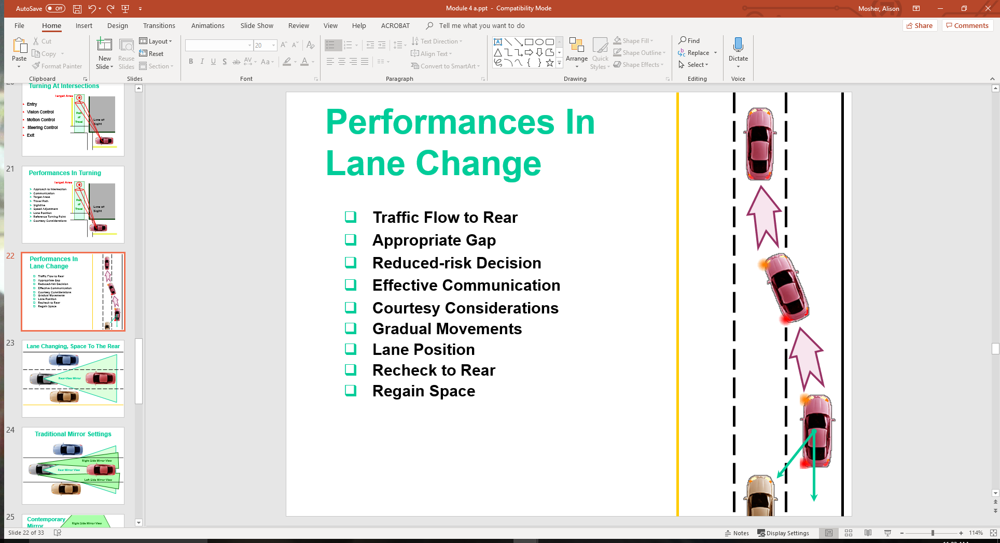 AutoSave Off
Module 4 a.ppt - Compatibility Mode
Mosher, Alison
File Home Insert Design Transitions Animations Slide Show Review View Help ACROBAT Tell me what you want to do
Share Comments
Paste
Cut
Copy
Format Painter
Clipboard
New Slide
Reuse Slides
Layout
Reset
Section
Slides
20
B I U S ab AV Aa A
Font
Text Direction
Align Text
Convert to SmartArt
Paragraph
Arrange
Quick Styles
Shape Fill
Shape Outline
Shape Effects
Drawing
Find
Replace
Select
Editing
Dictate
Voice
Turning At Intersections
Target Area
Entry
Vision Control
Motion Control
Steering Control
Exit
Path
of
Travel
Line of
Sight
21
Performances In Turning
Target Area
Approach to Intersection
Communication
Target Areas
Travel Path
Sightline
Speed Adjustment
Lane Position
Reference Turning Point
Courtesy Considerations
Path
of
Travel
Line of
Sight
22
Performances In
Lane Change
Traffic Flow to Rear
Appropriate Gap
Reduced-risk Decision
Effective Communication
Courtesy Considerations
Gradual Movements
Lane Position
Recheck to Rear
Regain Space
23
Lane Changing, Space To The Rear
Rear-View Mirror
24
Traditional Mirror Settings
Right Side Mirror View
Rear Mirror View
Left Side Mirror View
25
Contemporary
Mirror
Right Side Mirror View
Performances In
Lane Change
Traffic Flow to Rear
Appropriate Gap
Reduced-risk Decision
Effective Communication
Courtesy Considerations
Gradual Movements
Lane Position
Recheck to Rear
Regain Space
Slide 22 of 33
Notes
Display Settings
114%